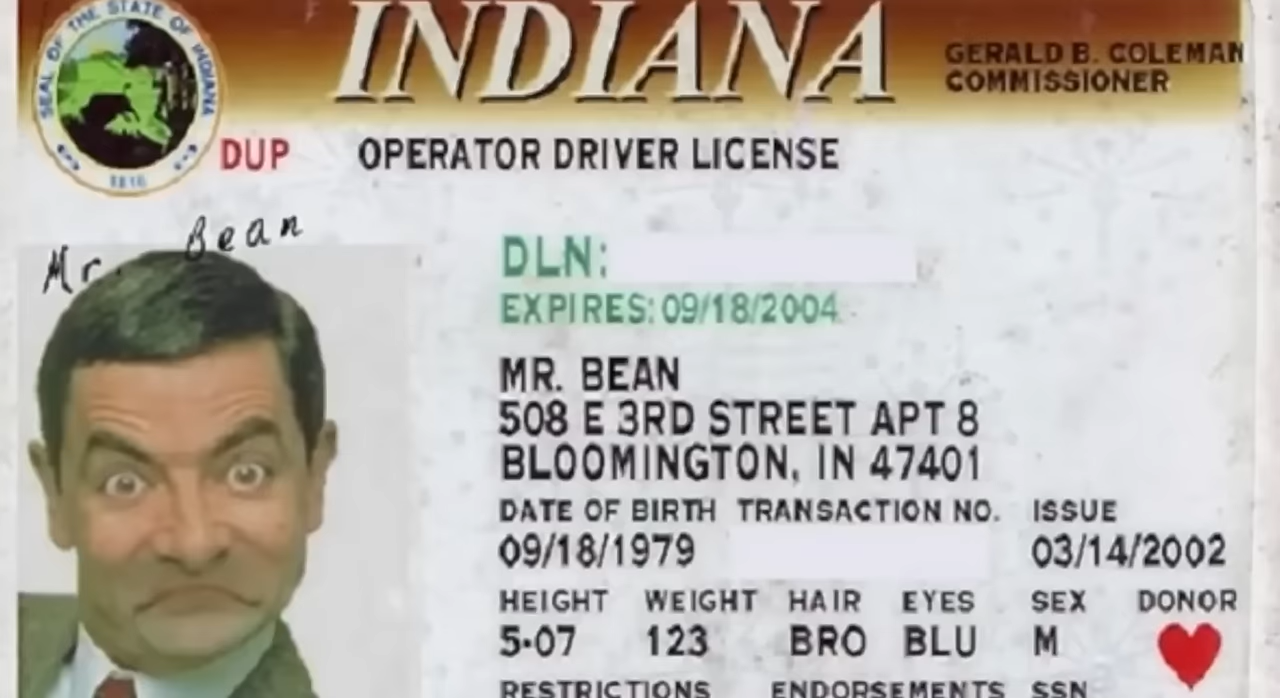 SEAL OF THE STATE OF INDIANA
1816
INDIANA
GERALD B. COLEMAN
COMMISSIONER
DUP OPERATOR DRIVER LICENSE
Mr. Bean
DLN:
EXPIRES: 09/18/2004
MR. BEAN
508 E 3RD STREET APT 8
BLOOMINGTON, IN 47401
DATE OF BIRTH TRANSACTION NO. ISSUE
09/18/1979 03/14/2002
HEIGHT WEIGHT HAIR EYES SEX DONOR
5-07 123 BRO BLU M
RESTRICTIONS ENDORSEMENTS SSN